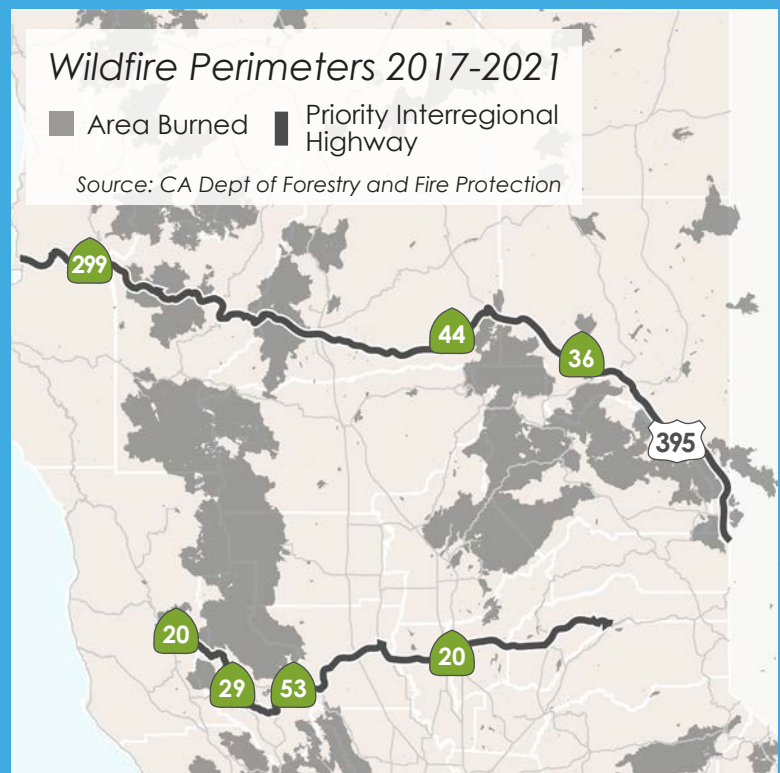 Wildfire Perimeters 2017-2021
Area Burned
Priority Interregional
Highway
Source: CA Dept of Forestry and Fire Protection
299
44
36
395
20
29
53
20